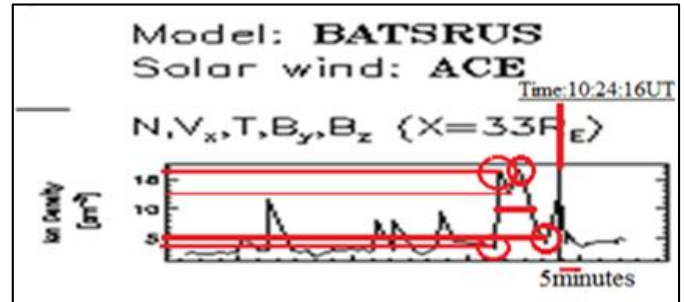 Model: BATSRUS
Solar wind: ACE
Time:10:24:16UT
N,Vx,T,By,Bz (X=33RE)
Ion Density
[cm⁻³]
15
10
5
5minutes